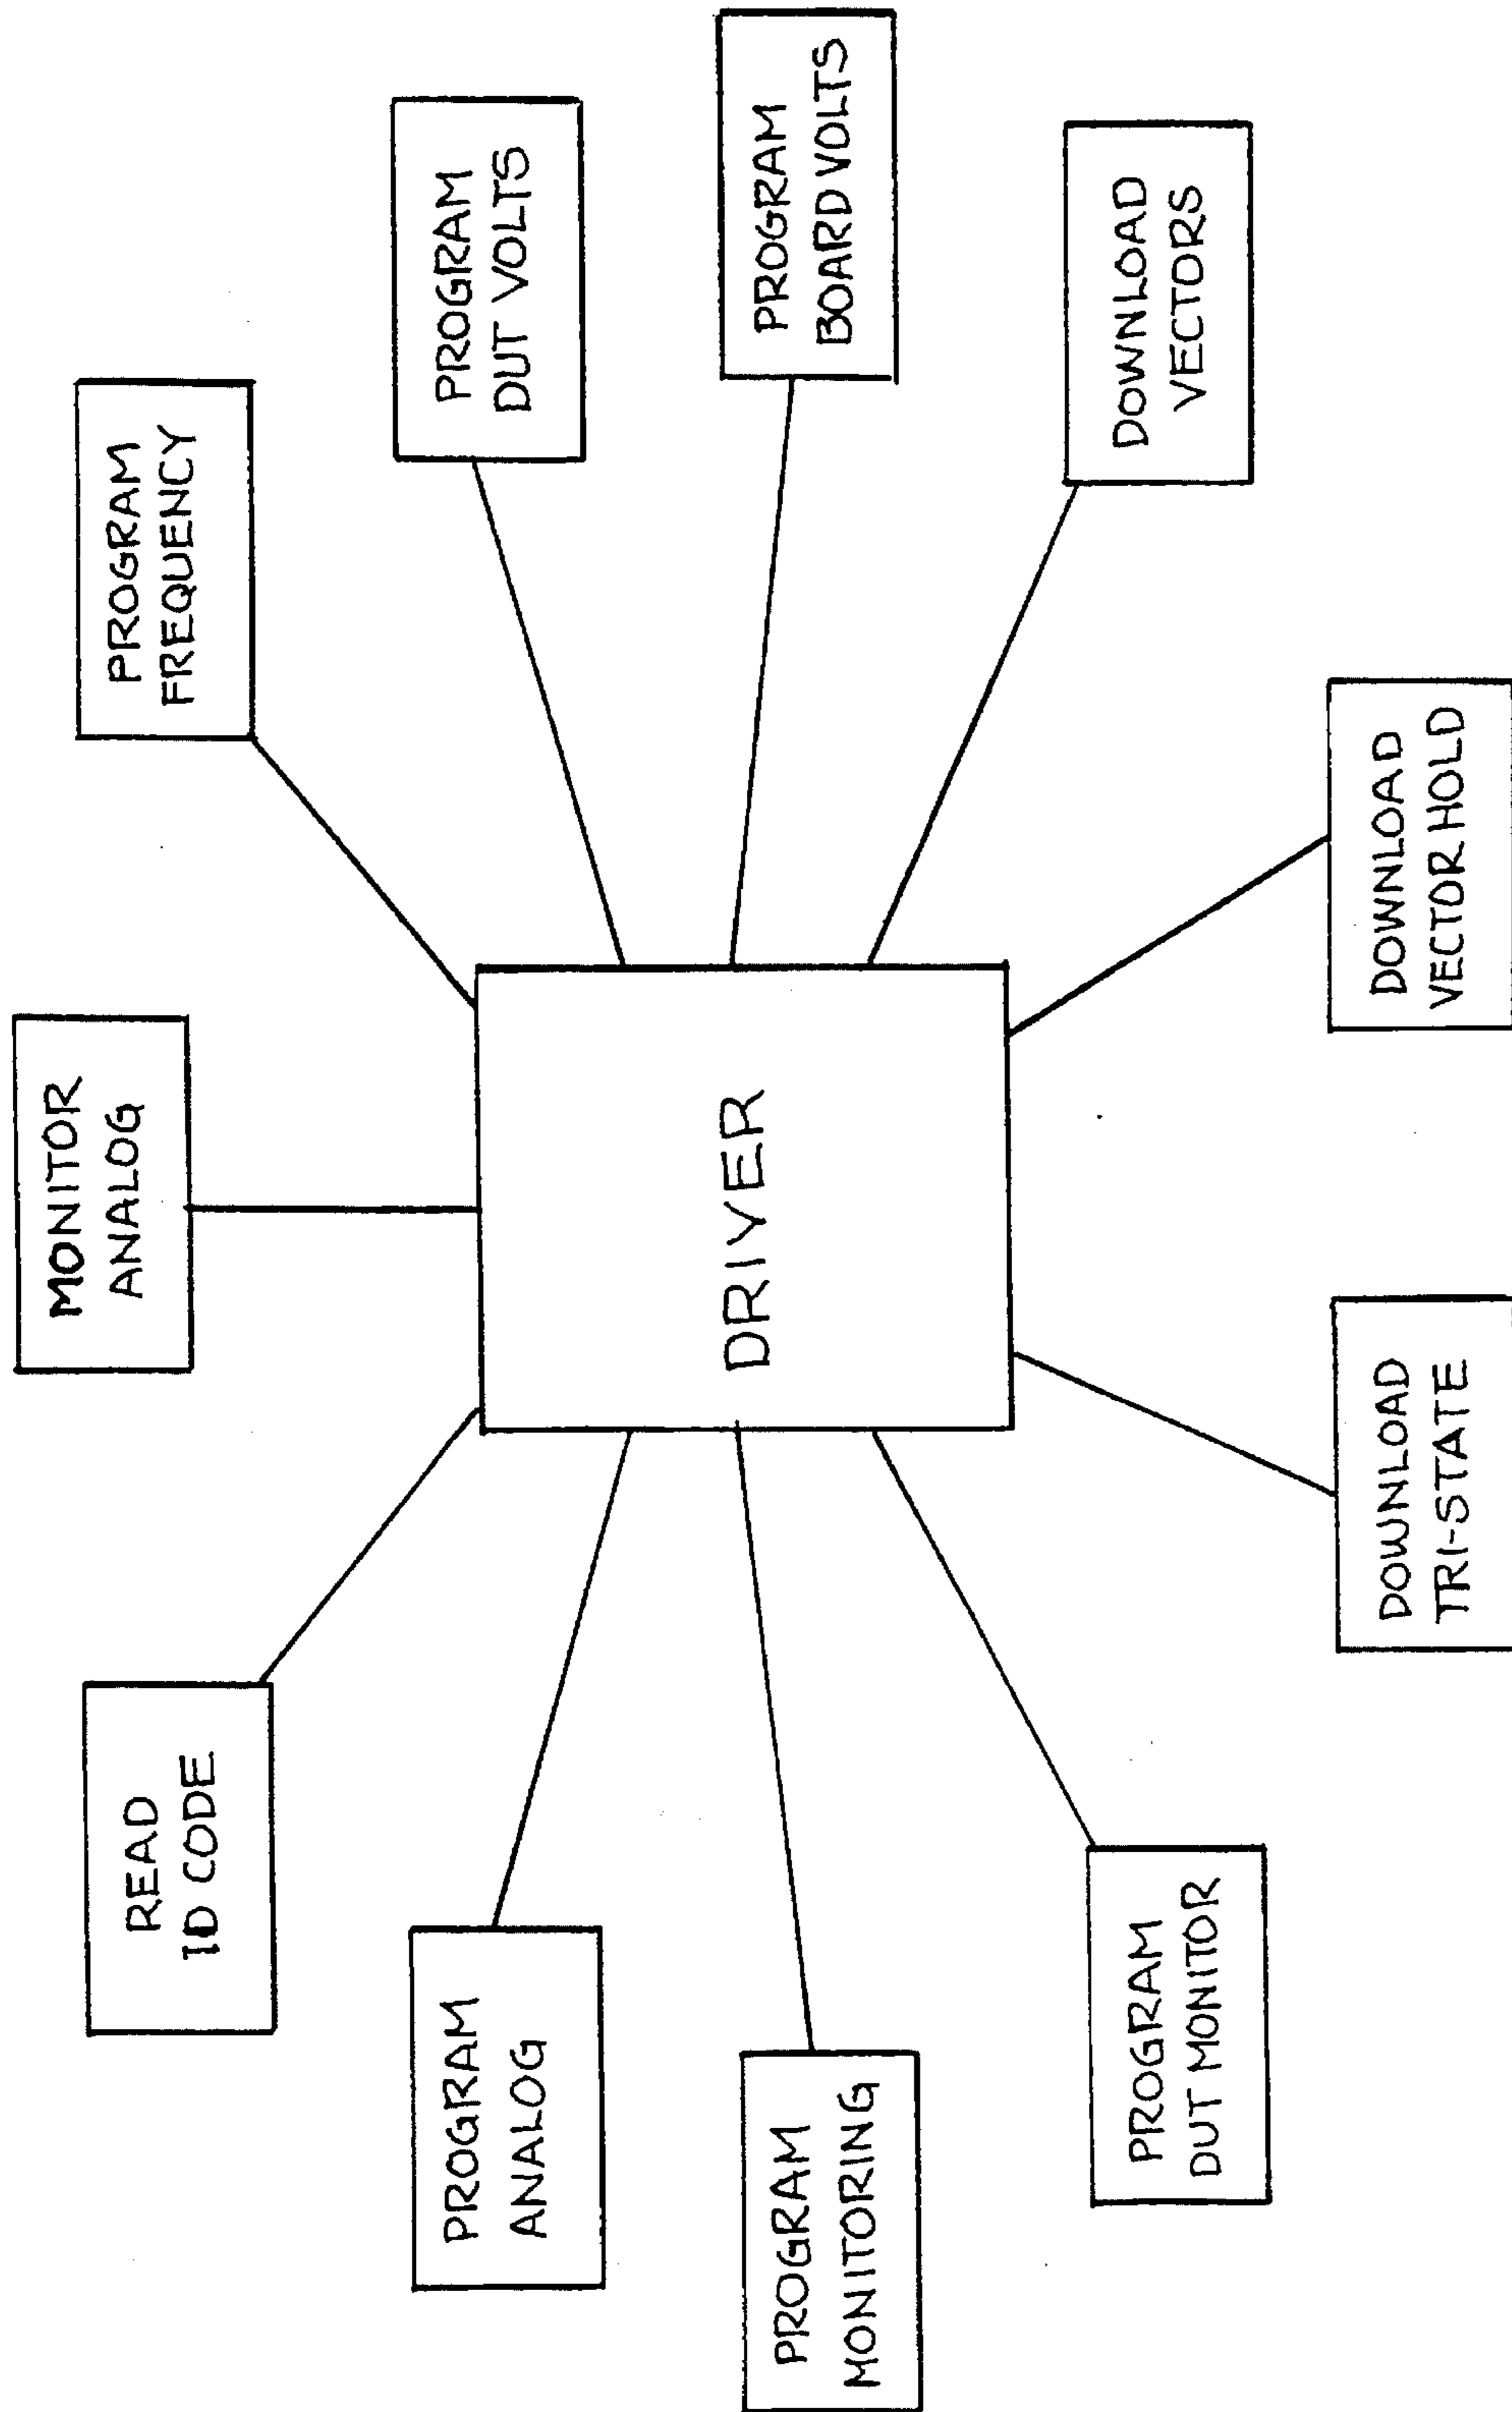 MONITOR
ANALOG
READ
ID CODE
PROGRAM
FREQUENCY
PROGRAM
ANALOG
PROGRAM
DUT VOLTS
DRIVER
PROGRAM
MONITORING
PROGRAM
BOARD VOLTS
PROGRAM
DUT MONITOR
DOWNLOAD
VECTORS
DOWNLOAD
TRI-STATE
DOWNLOAD
VECTOR HOLD